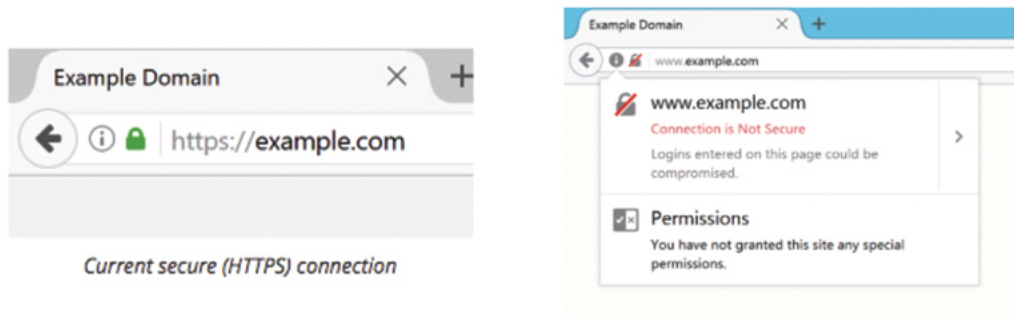 Example Domain
https://example.com
Current secure (HTTPS) connection
Example Domain
www.example.com
www.example.com
Connection is Not Secure
Logins entered on this page could be
compromised.
Permissions
You have not granted this site any special
permissions.